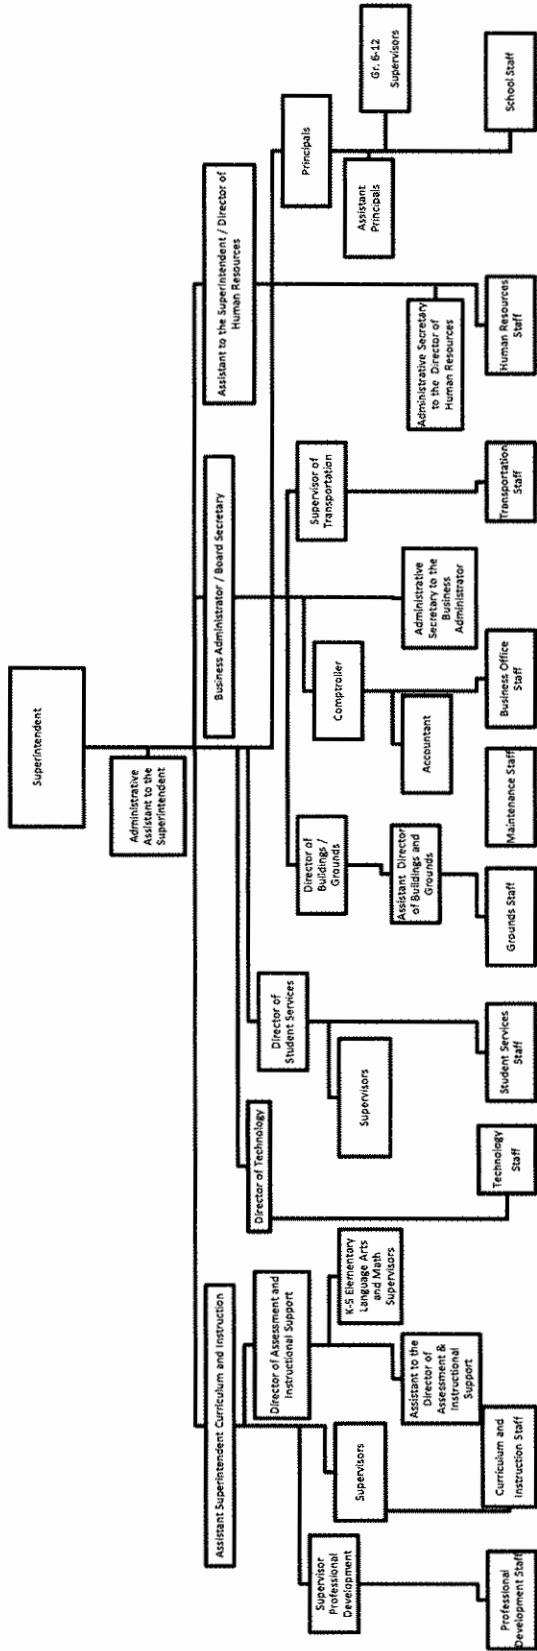 Superintendent
Administrative
Assistant to the
Superintendent
Assistant Superintendent Curriculum and Instruction
Business Administrator / Board Secretary
Assistant to the Superintendent / Director of
Human Resources
Director of Technology
Director of
Student Services
Director of Assessment and
Instructional Support
Principals
Supervisor
Professional
Development
Supervisors
K-5 Elementary
Language Arts
and Math
Supervisors
Supervisors
Director of
Buildings /
Grounds
Comptroller
Supervisor of
Transportation
Assistant
Principals
Gr. 6-12
Supervisors
Assistant to the
Director of
Assessment &
Instructional
Support
Assistant Director
of Buildings and
Grounds
Accountant
Administrative
Secretary to the
Business
Administrator
Administrative Secretary
to the Director of
Human Resources
Professional
Development Staff
Curriculum and
Instruction Staff
Technology
Staff
Student Services
Staff
Grounds Staff
Maintenance Staff
Business Office
Staff
Transportation
Staff
Human Resources
Staff
School Staff